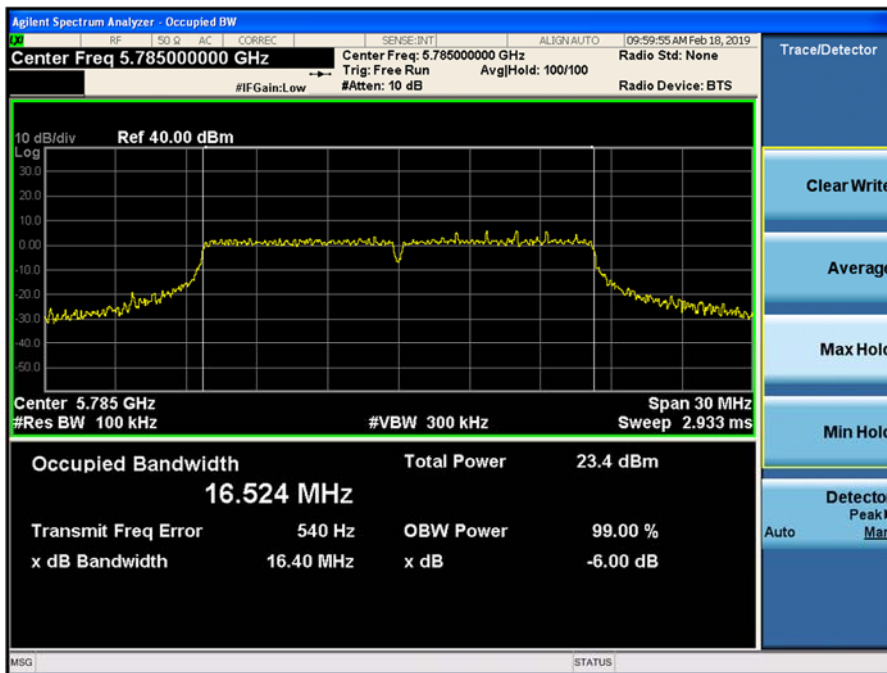 Agilent Spectrum Analyzer - Occupied BW
LXI RF 50 Ω AC CORREC SENSE:INT ALIGN AUTO 09:59:55 AM Feb 18, 2019
Center Freq 5.785000000 GHz
Center Freq: 5.785000000 GHz
Radio Std: None
Trig: Free Run Avg|Hold: 100/100
#IFGain:Low #Atten: 10 dB Radio Device: BTS
10 dB/div Ref 40.00 dBm
Log
30.0
20.0
10.0
0.00
-10.0
-20.0
-30.0
-40.0
-50.0
Center 5.785 GHz Span 30 MHz
#Res BW 100 kHz #VBW 300 kHz Sweep 2.933 ms
Occupied Bandwidth Total Power 23.4 dBm
16.524 MHz
Transmit Freq Error 540 Hz OBW Power 99.00 %
x dB Bandwidth 16.40 MHz x dB -6.00 dB
MSG STATUS
Trace/Detector
Clear Write
Average
Max Hold
Min Hold
Detector
Peak
Auto Man